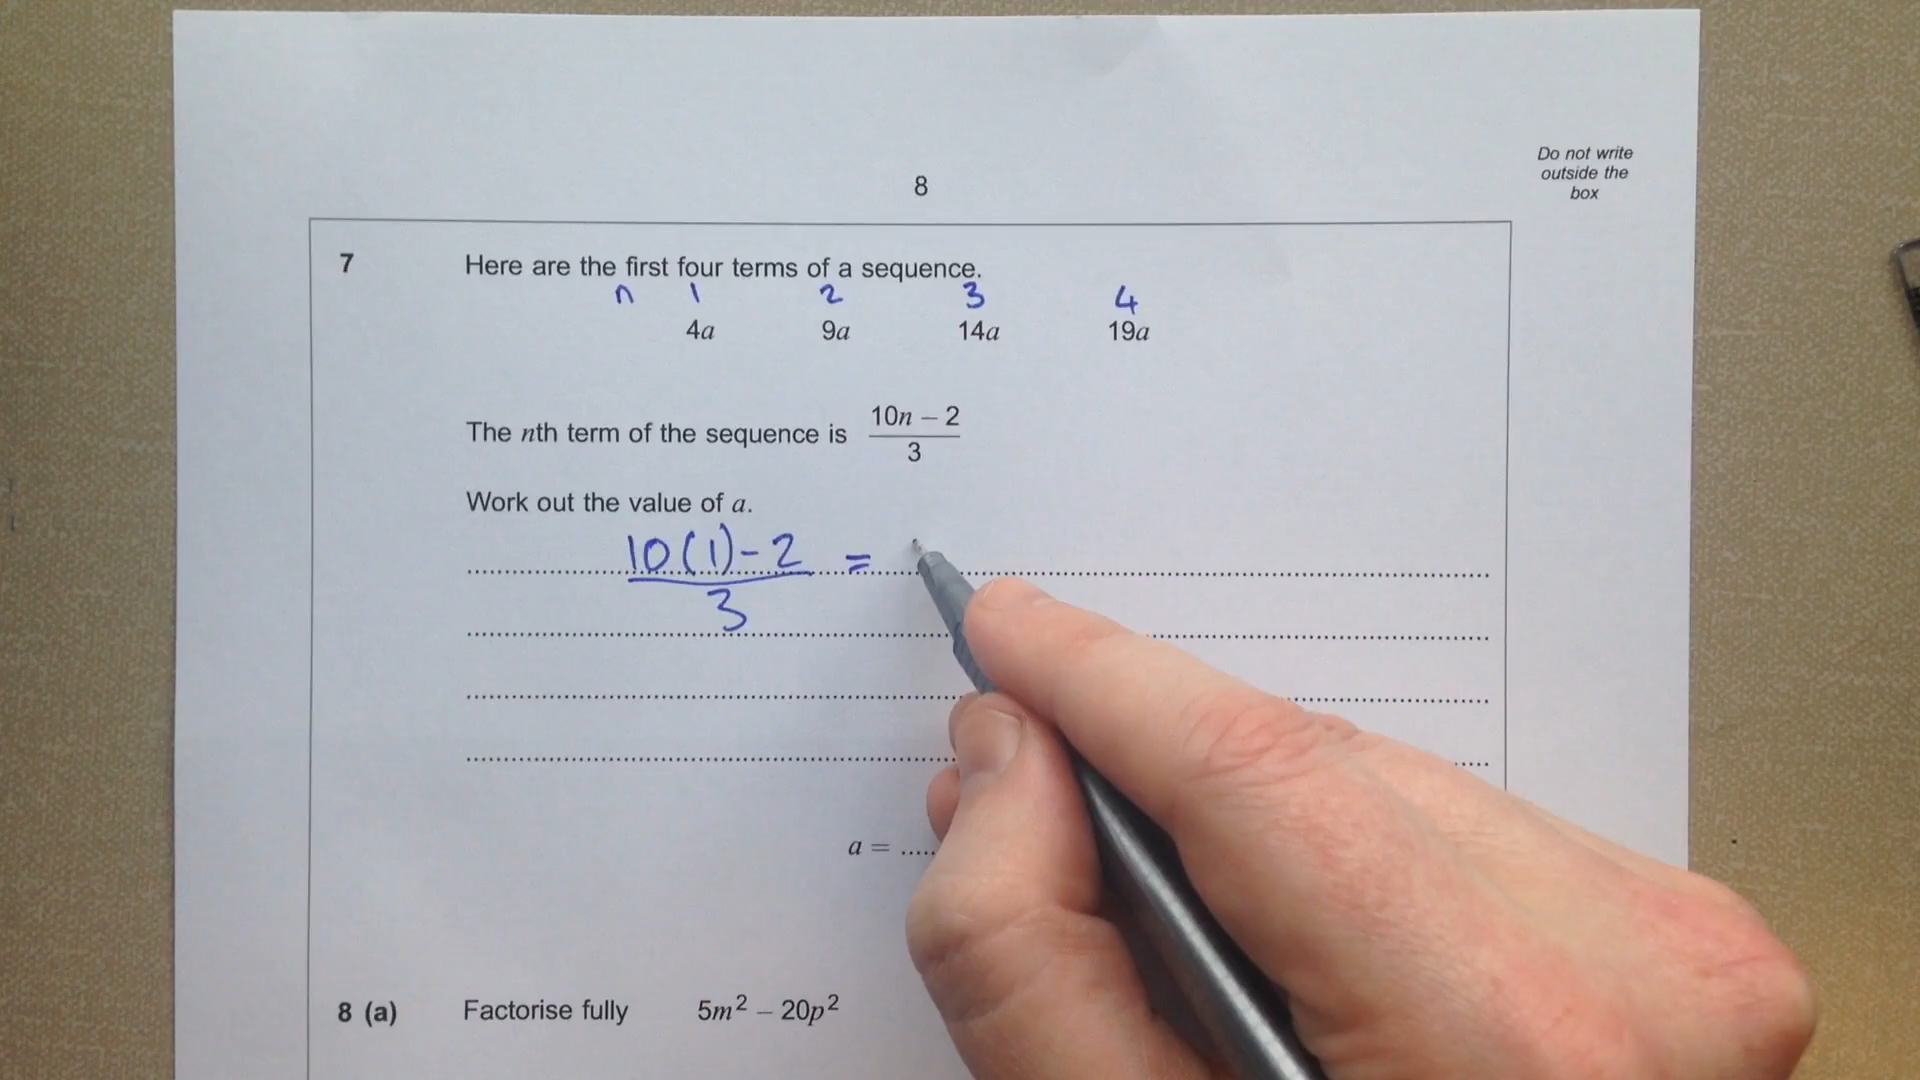 Do not write
outside the
box
8
7 Here are the first four terms of a sequence.
n 1 2 3 4
4a 9a 14a 19a
The nth term of the sequence is 10n – 2
3
Work out the value of a.
10(1)-2 =
3
a = .....
8 (a) Factorise fully 5m² – 20p²